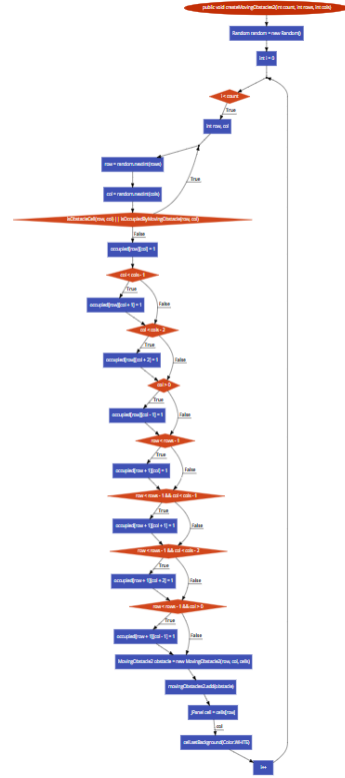 public void createMovingObstacles2(int count, int rows, int cols)
Random random = new Random()
int i = 0
i < count
True
int row, col
row = random.nextInt(rows)
col = random.nextInt(cols)
True
isObstacleCell(row, col) || isOccupiedByMovingObstacle(row, col)
False
occupied[row][col] = 1
col < cols - 1
True
False
occupied[row][col + 1] = 1
col < cols - 2
True
False
occupied[row][col + 2] = 1
col > 0
True
False
occupied[row][col - 1] = 1
row < rows - 1
True
False
occupied[row + 1][col] = 1
row < rows - 1 && col < cols - 1
True
False
occupied[row + 1][col + 1] = 1
row < rows - 1 && col < cols - 2
True
False
occupied[row + 1][col + 2] = 1
row < rows - 1 && col > 0
True
False
occupied[row + 1][col - 1] = 1
MovingObstacle2 obstacle = new MovingObstacle2(row, col, cells)
movingObstacles2.add(obstacle)
JPanel cell = cells[row]
col
cell.setBackground(Color.WHITE)
i++